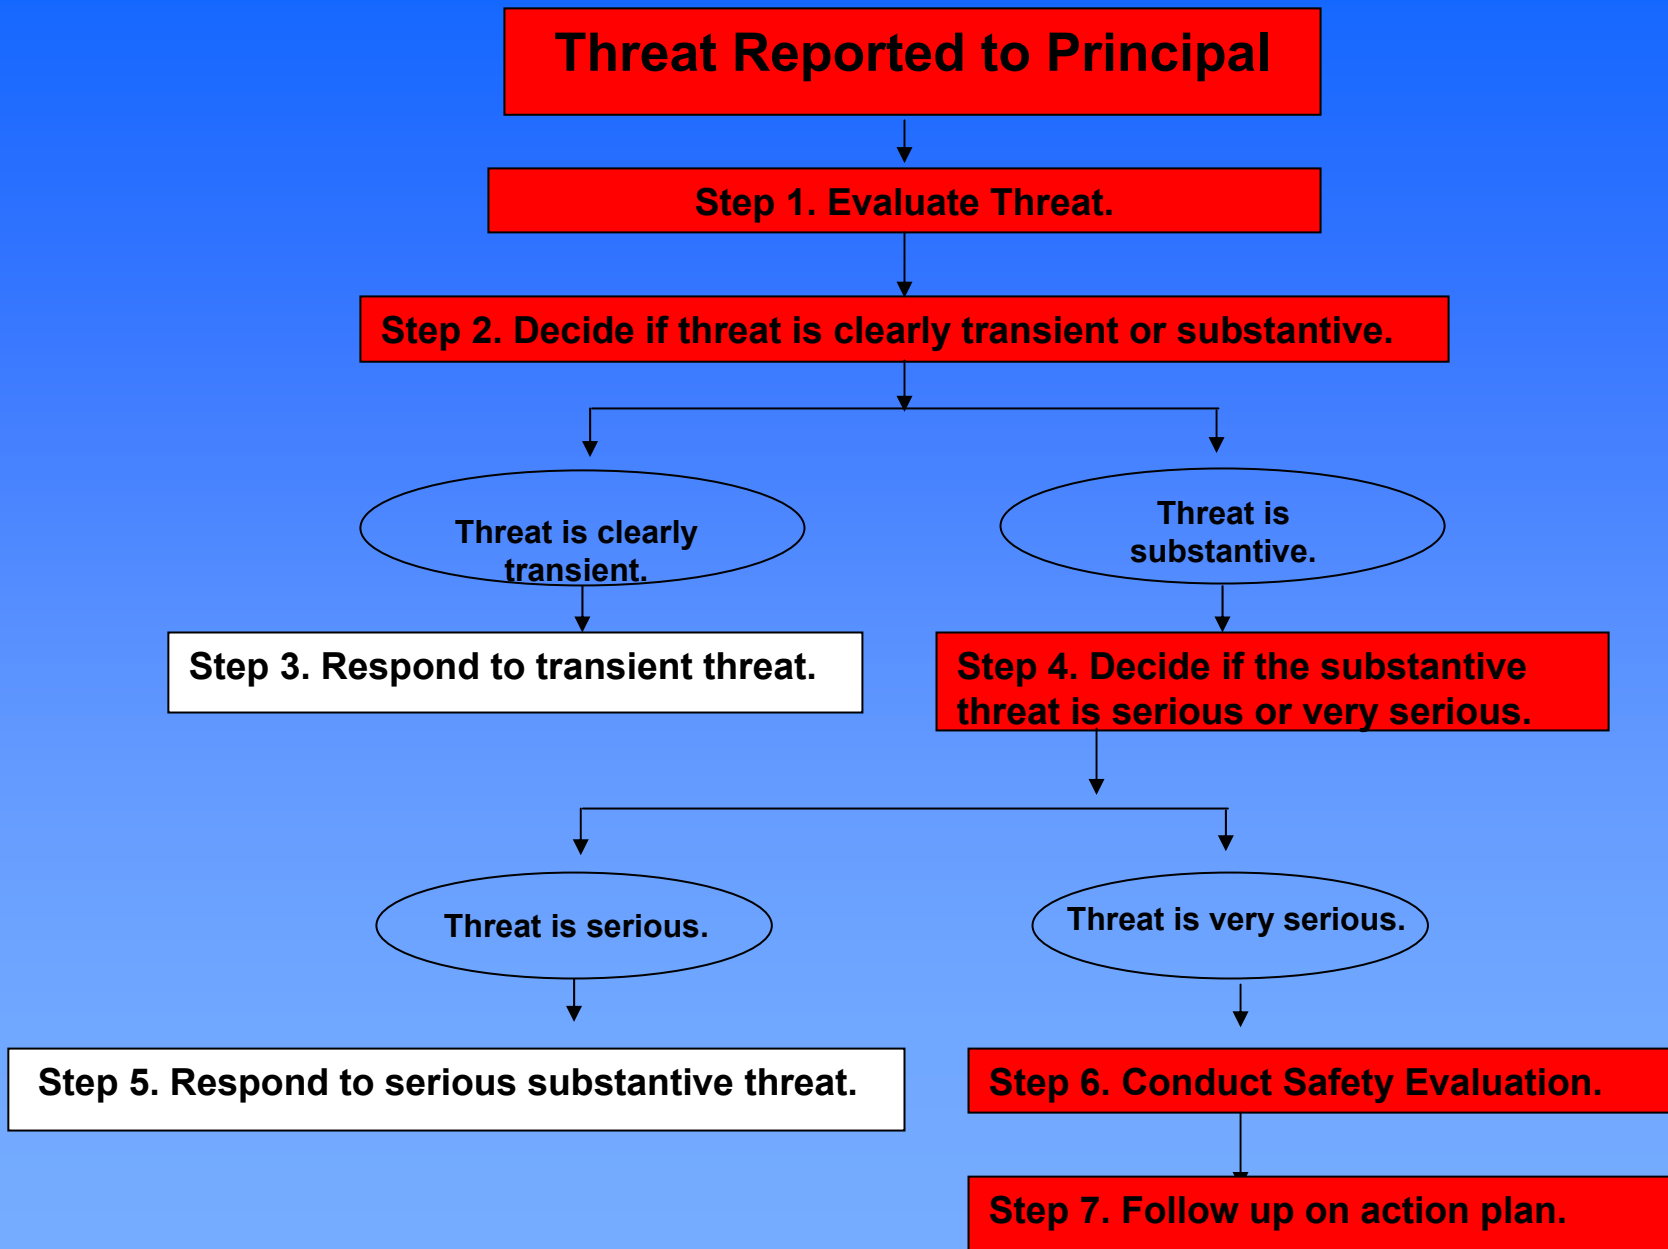 Threat Reported to Principal
Step 1. Evaluate Threat.
Step 2. Decide if threat is clearly transient or substantive.
Threat is clearly
transient.
Threat is
substantive.
Step 3. Respond to transient threat.
Step 4. Decide if the substantive
threat is serious or very serious.
Threat is serious.
Threat is very serious.
Step 5. Respond to serious substantive threat.
Step 6. Conduct Safety Evaluation.
Step 7. Follow up on action plan.